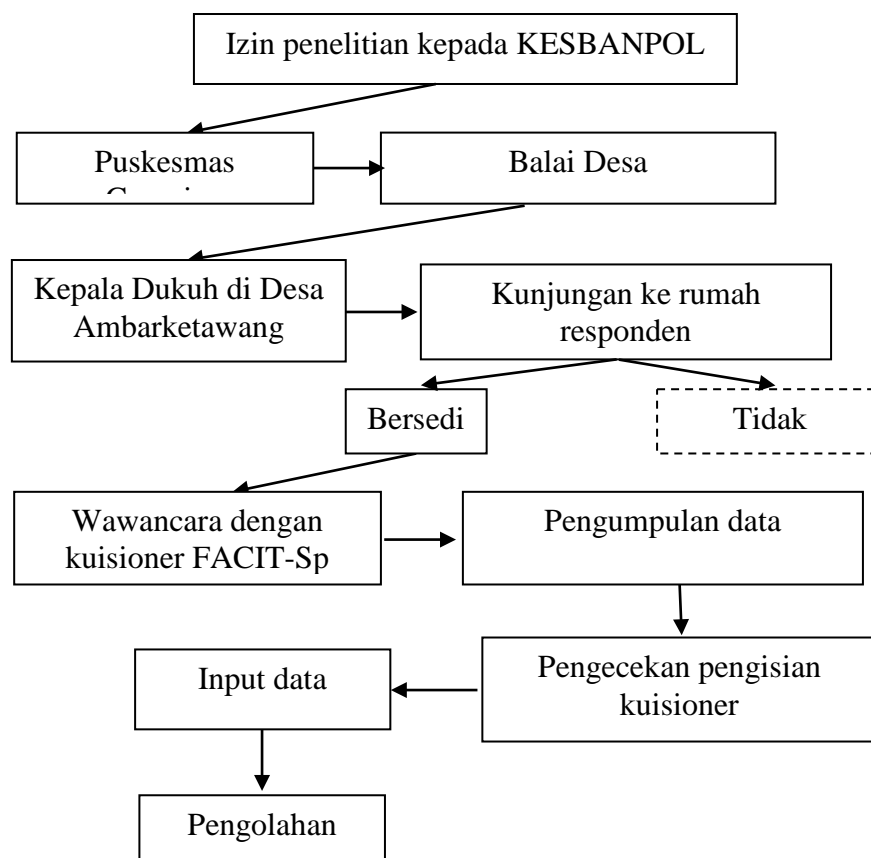 Izin penelitian kepada KESBANPOL
Puskesmas
Balai Desa
Kepala Dukuh di Desa
Ambarketawang
Kunjungan ke rumah
responden
Bersedi
Tidak
Wawancara dengan
kuisioner FACIT-Sp
Pengumpulan data
Pengecekan pengisian
kuisioner
Input data
Pengolahan